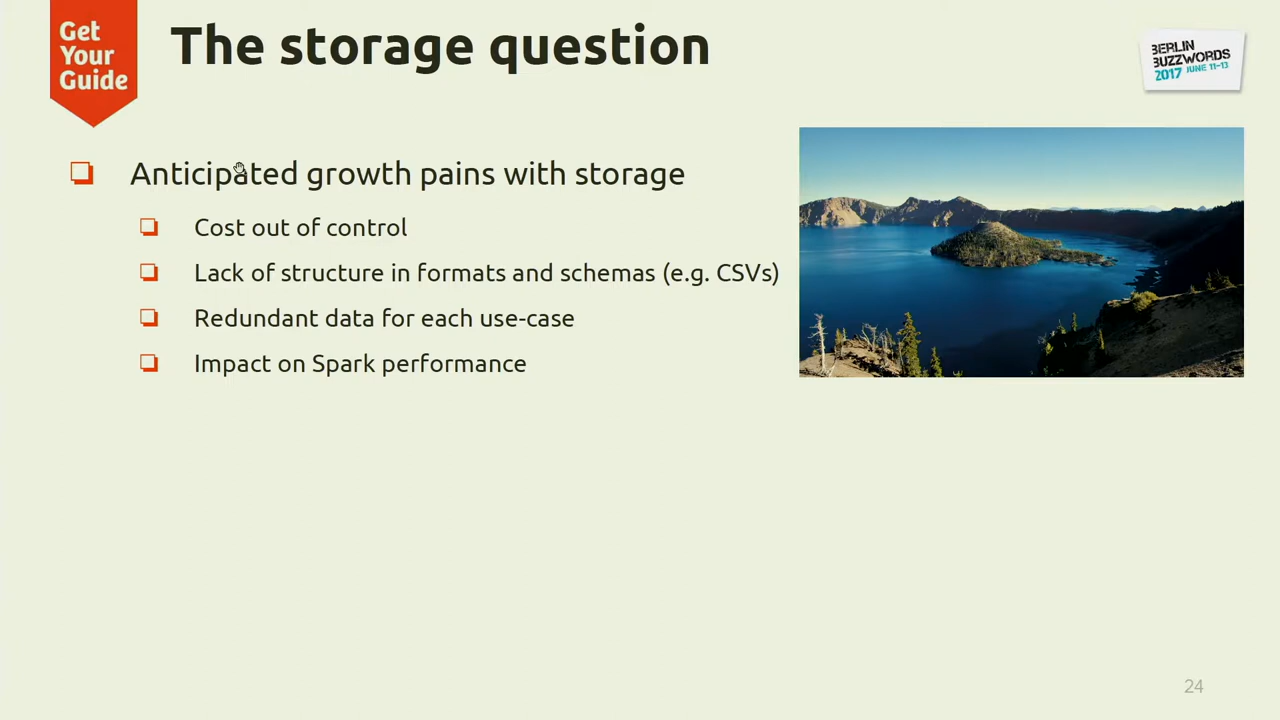 Get
Your
Guide
The storage question
BERLIN
BUZZWORDS
2017 JUNE 11-13
Anticipated growth pains with storage
Cost out of control
Lack of structure in formats and schemas (e.g. CSVs)
Redundant data for each use-case
Impact on Spark performance
24